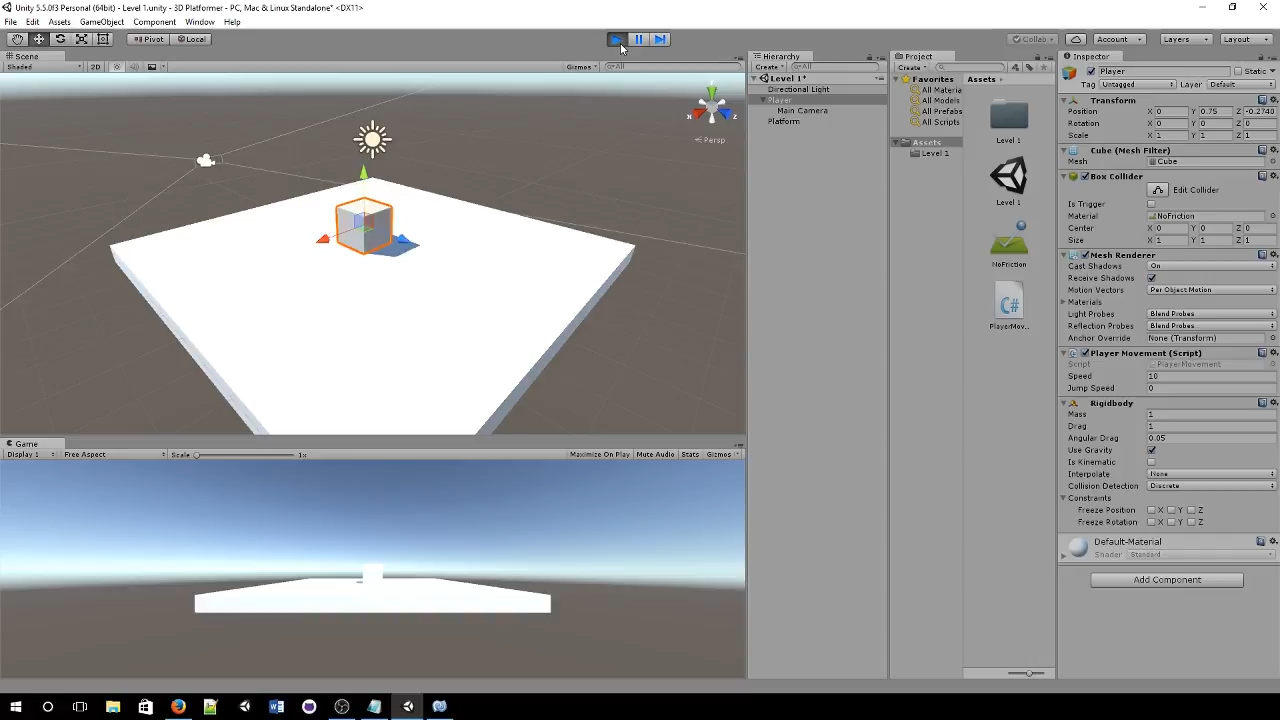 Unity 5.5.0f3 Personal (64bit) - Level 1.unity - 3D Platformer - PC, Mac & Linux Standalone* <DX11>
File Edit Assets GameObject Component Window Help
Pivot Local Collab Account Layers Layout
Scene
Shaded 2D Gizmos All
Persp
Game
Display 1 Free Aspect Scale 1x Maximize On Play Mute Audio Stats Gizmos
Hierarchy
Create All
Level 1*
Directional Light
Player
Main Camera
Platform
Project
Create
Favorites
All Materia
All Models
All Prefabs
All Scripts
Assets
Level 1
Assets
Level 1
Level 1
NoFriction
C#
PlayerMov...
Inspector
Player Static
Tag Untagged Layer Default
Transform
Position X 0 Y 0.75 Z -0.2740
Rotation X 0 Y 0 Z 0
Scale X 1 Y 1 Z 1
Cube (Mesh Filter)
Mesh Cube
Box Collider
Edit Collider
Is Trigger
Material NoFriction
Center X 0 Y 0 Z 0
Size X 1 Y 1 Z 1
Mesh Renderer
Cast Shadows On
Receive Shadows
Motion Vectors Per Object Motion
Materials
Light Probes Blend Probes
Reflection Probes Blend Probes
Anchor Override None (Transform)
Player Movement (Script)
Script PlayerMovement
Speed 10
Jump Speed 0
Rigidbody
Mass 1
Drag 1
Angular Drag 0.05
Use Gravity
Is Kinematic
Interpolate None
Collision Detection Discrete
Constraints
Freeze Position X Y Z
Freeze Rotation X Y Z
Default-Material
Shader Standard
Add Component